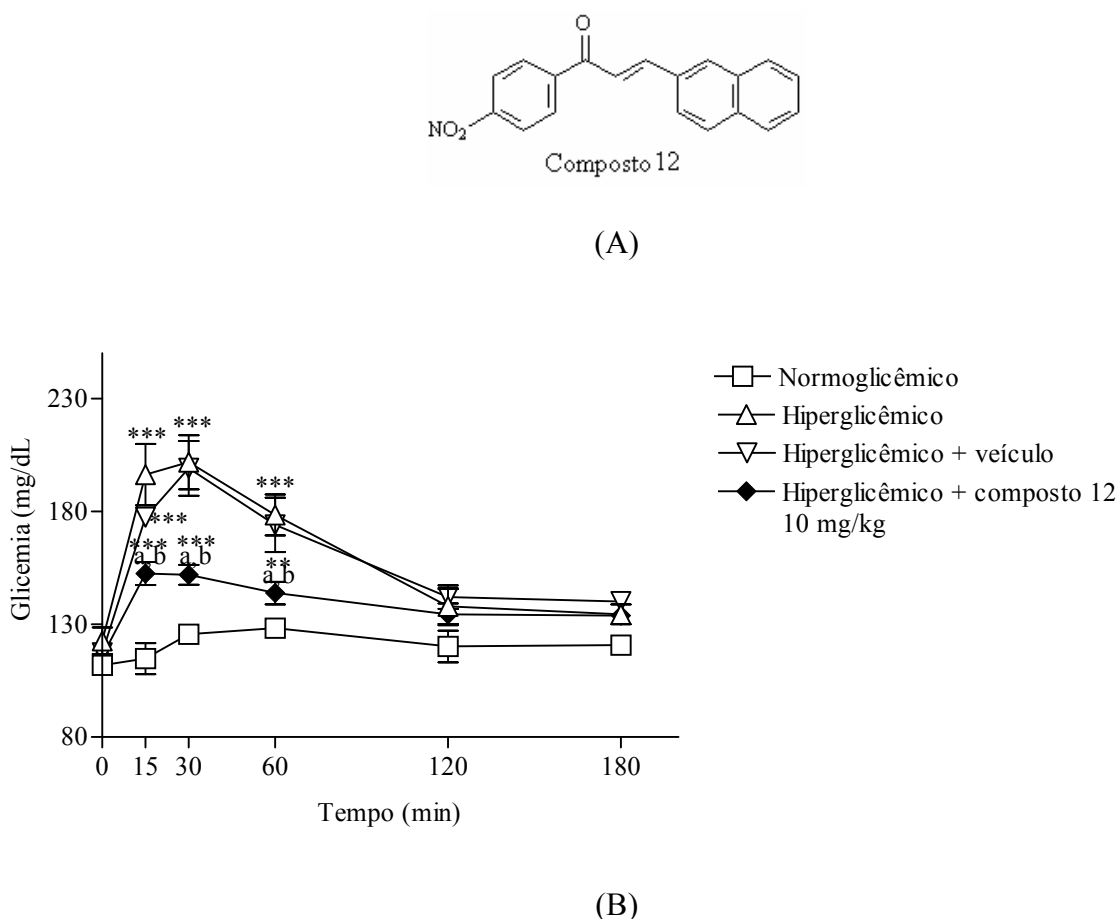 O
NO2
Composto 12
(A)
Glicemia (mg/dL)
230
180
130
80
***
***
***
***
***
***
a,b
a,b
**
a,b
0 15 30 60 120 180
Tempo (min)
Normoglicêmico
Hiperglicêmico
Hiperglicêmico + veículo
Hiperglicêmico + composto 12
10 mg/kg
(B)